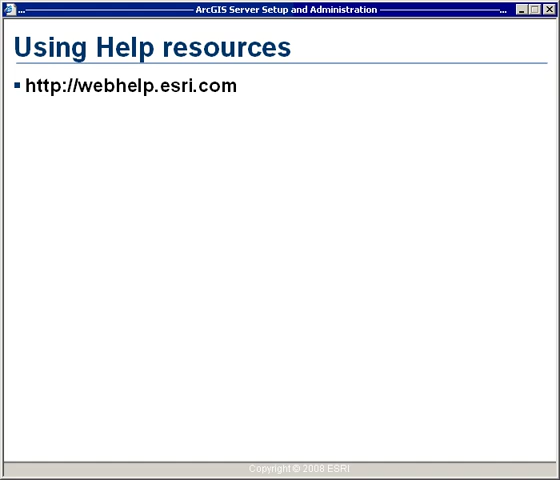 ArcGIS Server Setup and Administration
Using Help resources
http://webhelp.esri.com
Copyright © 2008 ESRI